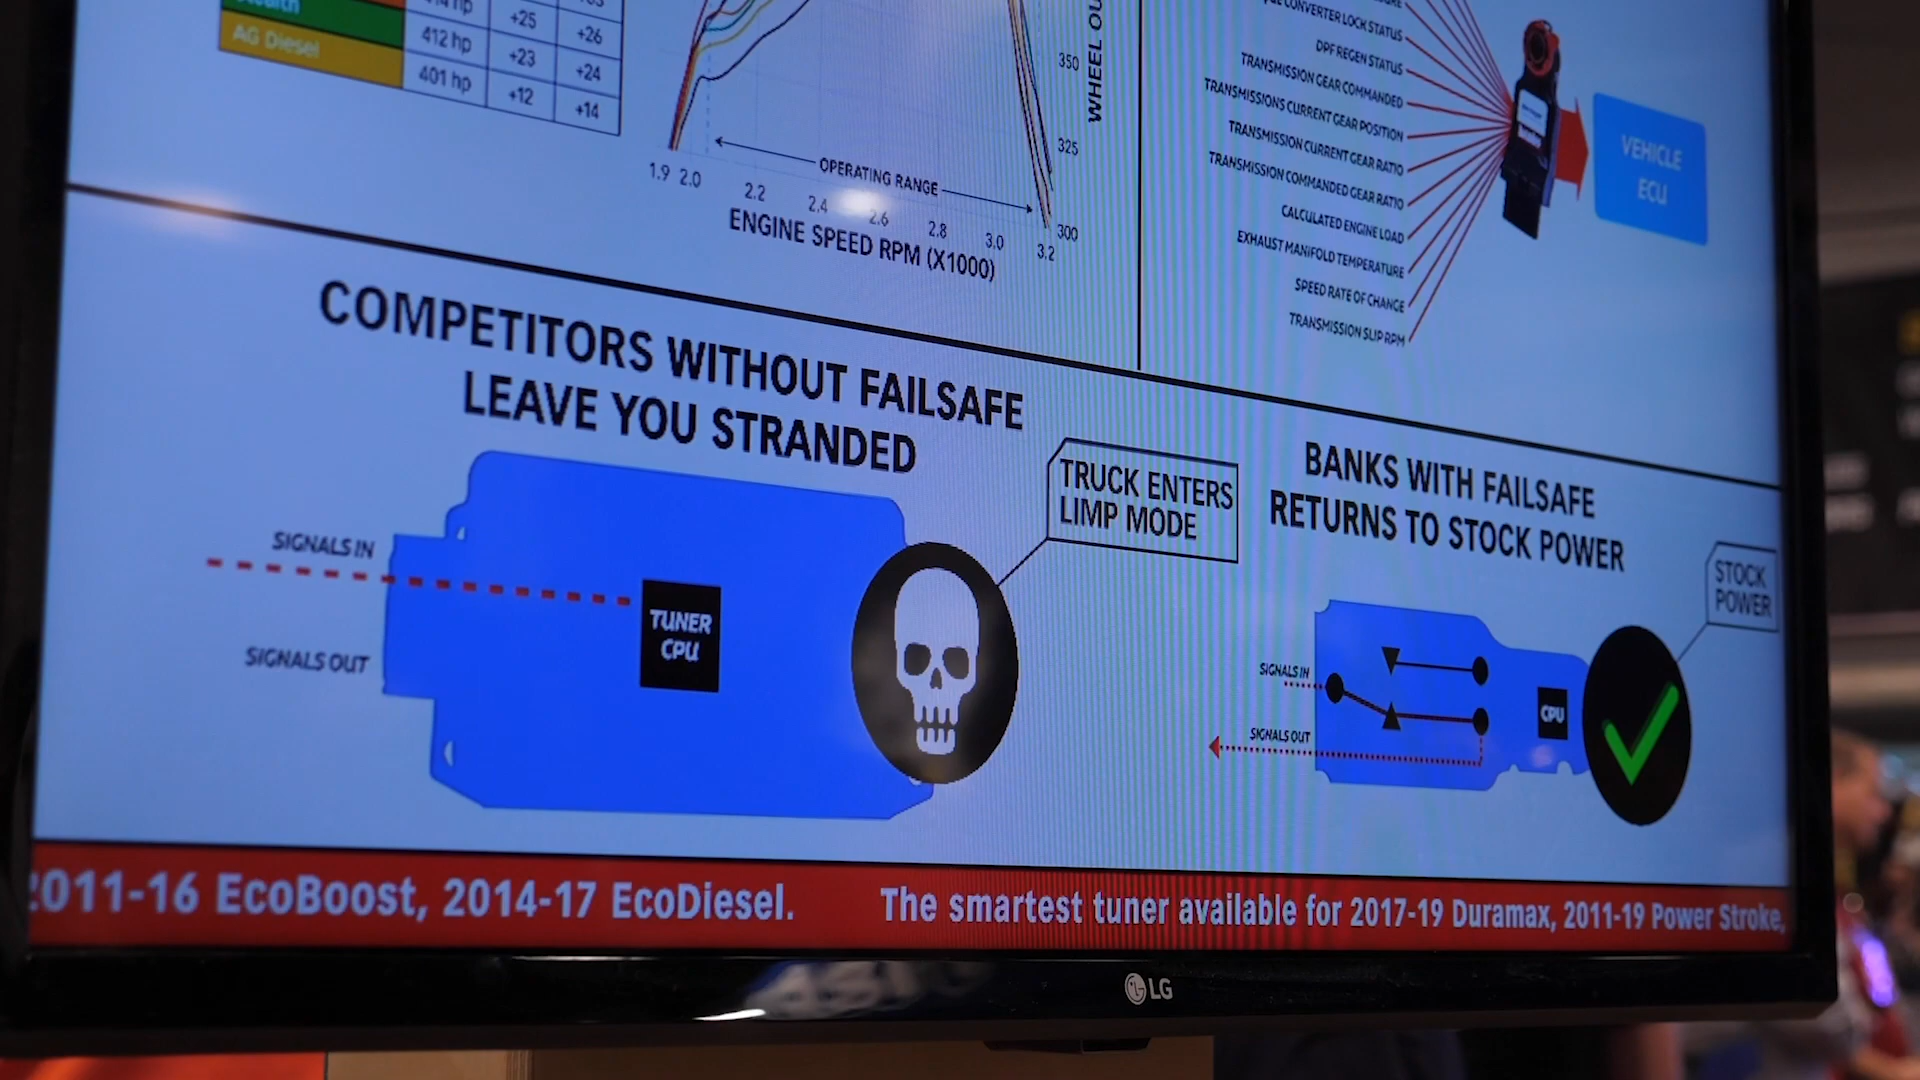 +25
+26
AG Diesel
412 hp
+23
+24
401 hp
+12
+14
350
WHEEL
325
OPERATING RANGE
1.9 2.0 2.2 2.4 2.6 2.8 3.0 3.2
300
ENGINE SPEED RPM (X1000)
CONVERTER LOCK STATUS
DPF REGEN STATUS
TRANSMISSION GEAR COMMANDED
TRANSMISSIONS CURRENT GEAR POSITION
TRANSMISSION CURRENT GEAR RATIO
TRANSMISSION COMMANDED GEAR RATIO
CALCULATED ENGINE LOAD
EXHAUST MANIFOLD TEMPERATURE
SPEED RATE OF CHANGE
TRANSMISSION SLIP RPM
VEHICLE
ECU
COMPETITORS WITHOUT FAILSAFE
LEAVE YOU STRANDED
TRUCK ENTERS
LIMP MODE
SIGNALS IN
SIGNALS OUT
TUNER
CPU
BANKS WITH FAILSAFE
RETURNS TO STOCK POWER
STOCK
POWER
SIGNALS IN
SIGNALS OUT
CPU
2011-16 EcoBoost, 2014-17 EcoDiesel. The smartest tuner available for 2017-19 Duramax, 2011-19 Power Stroke,
LG